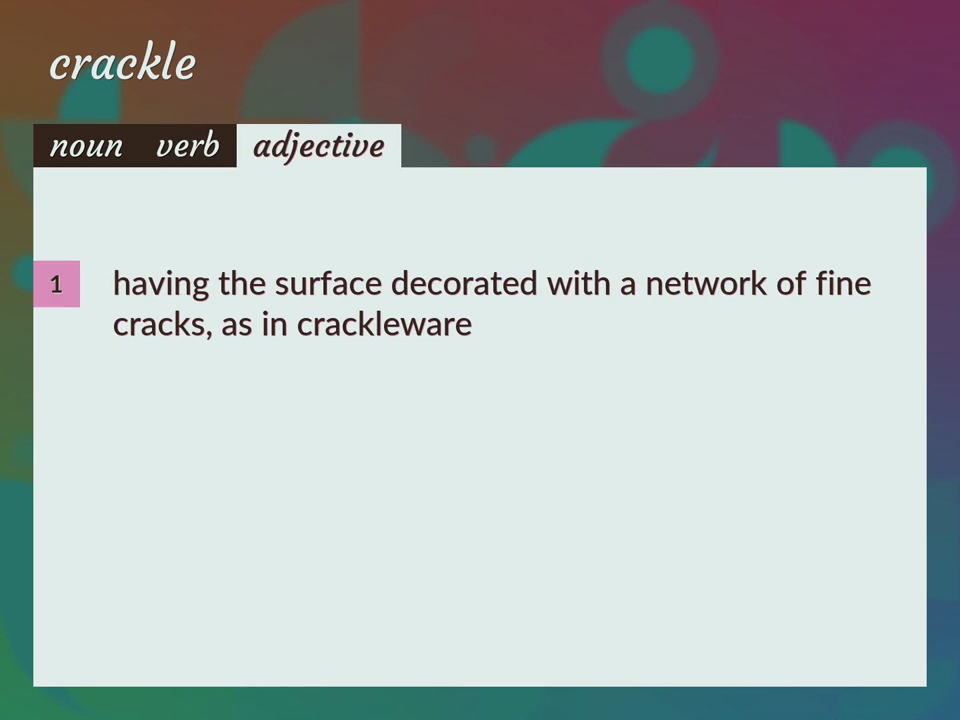 crackle
noun verb adjective
1 having the surface decorated with a network of fine
cracks, as in crackleware